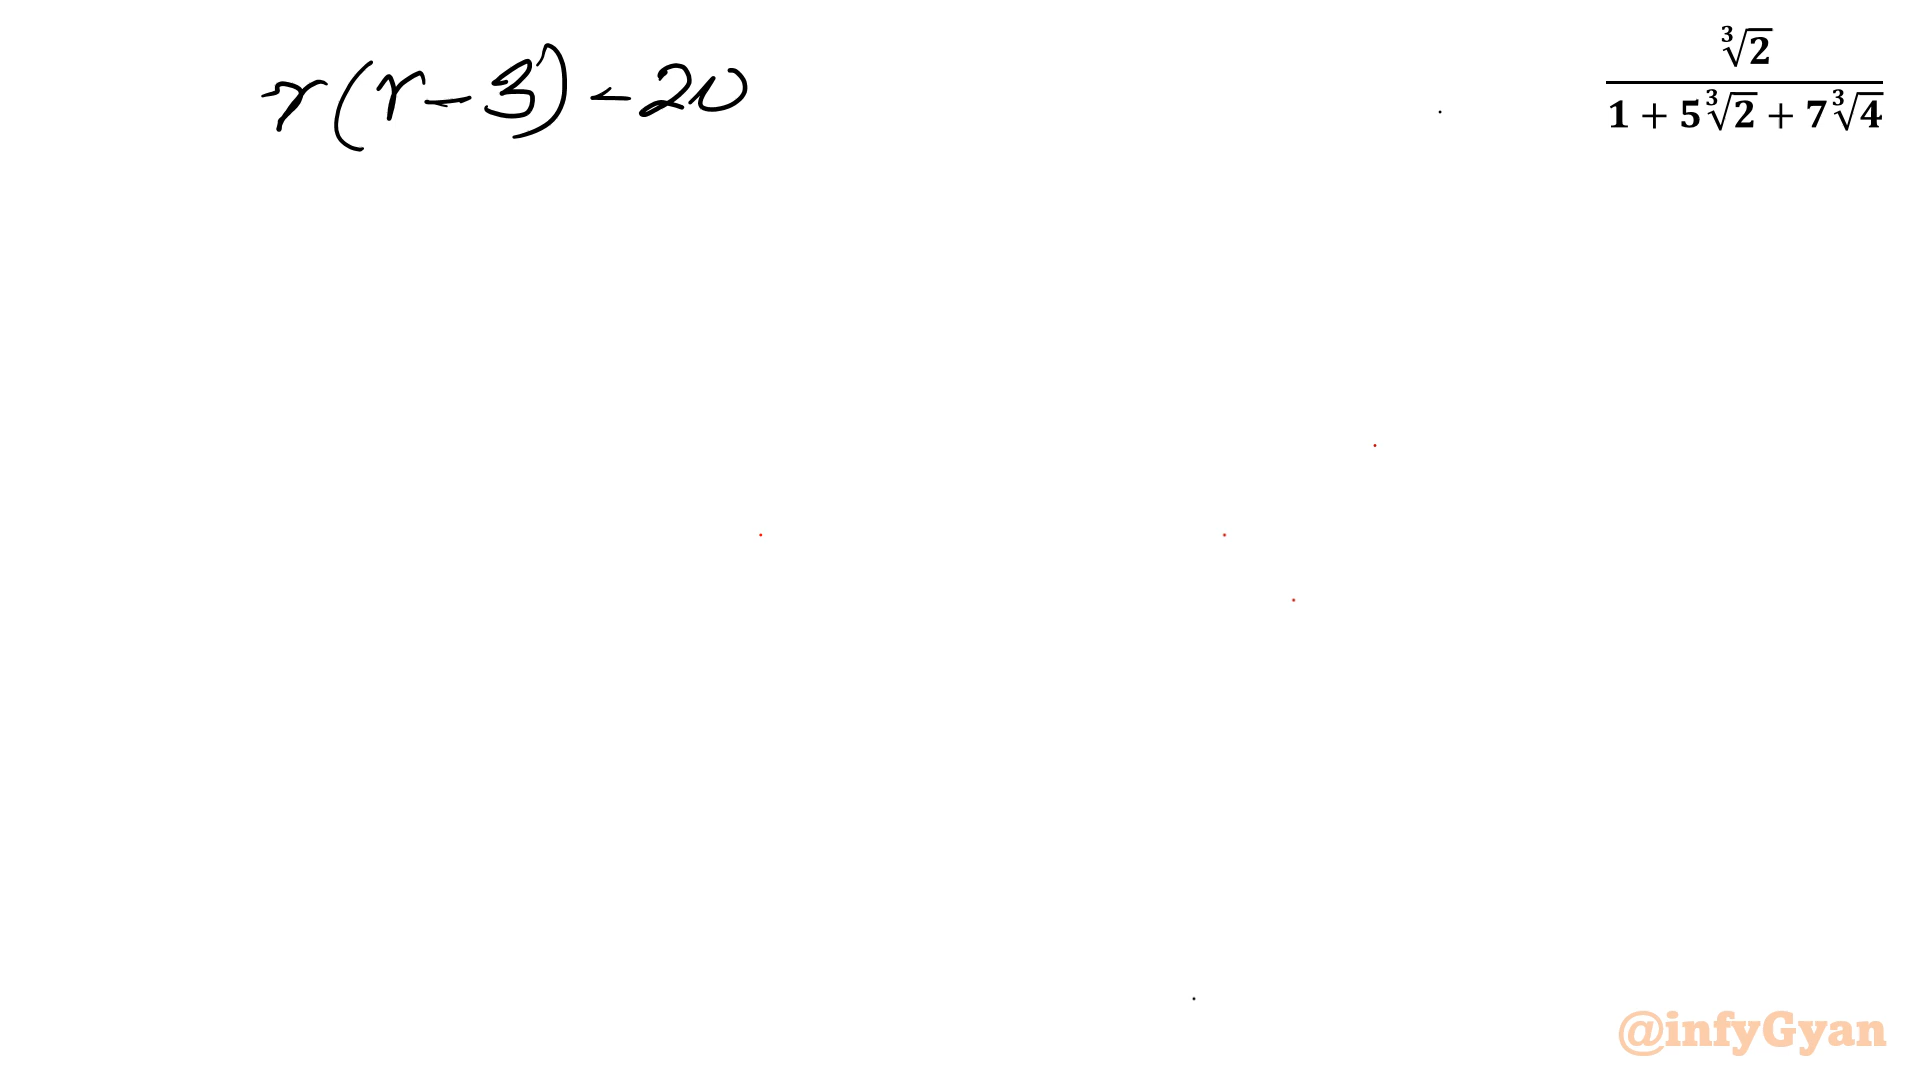 x(x-3)-20
∛2 / (1 + 5∛2 + 7∛4)
@infyGyan